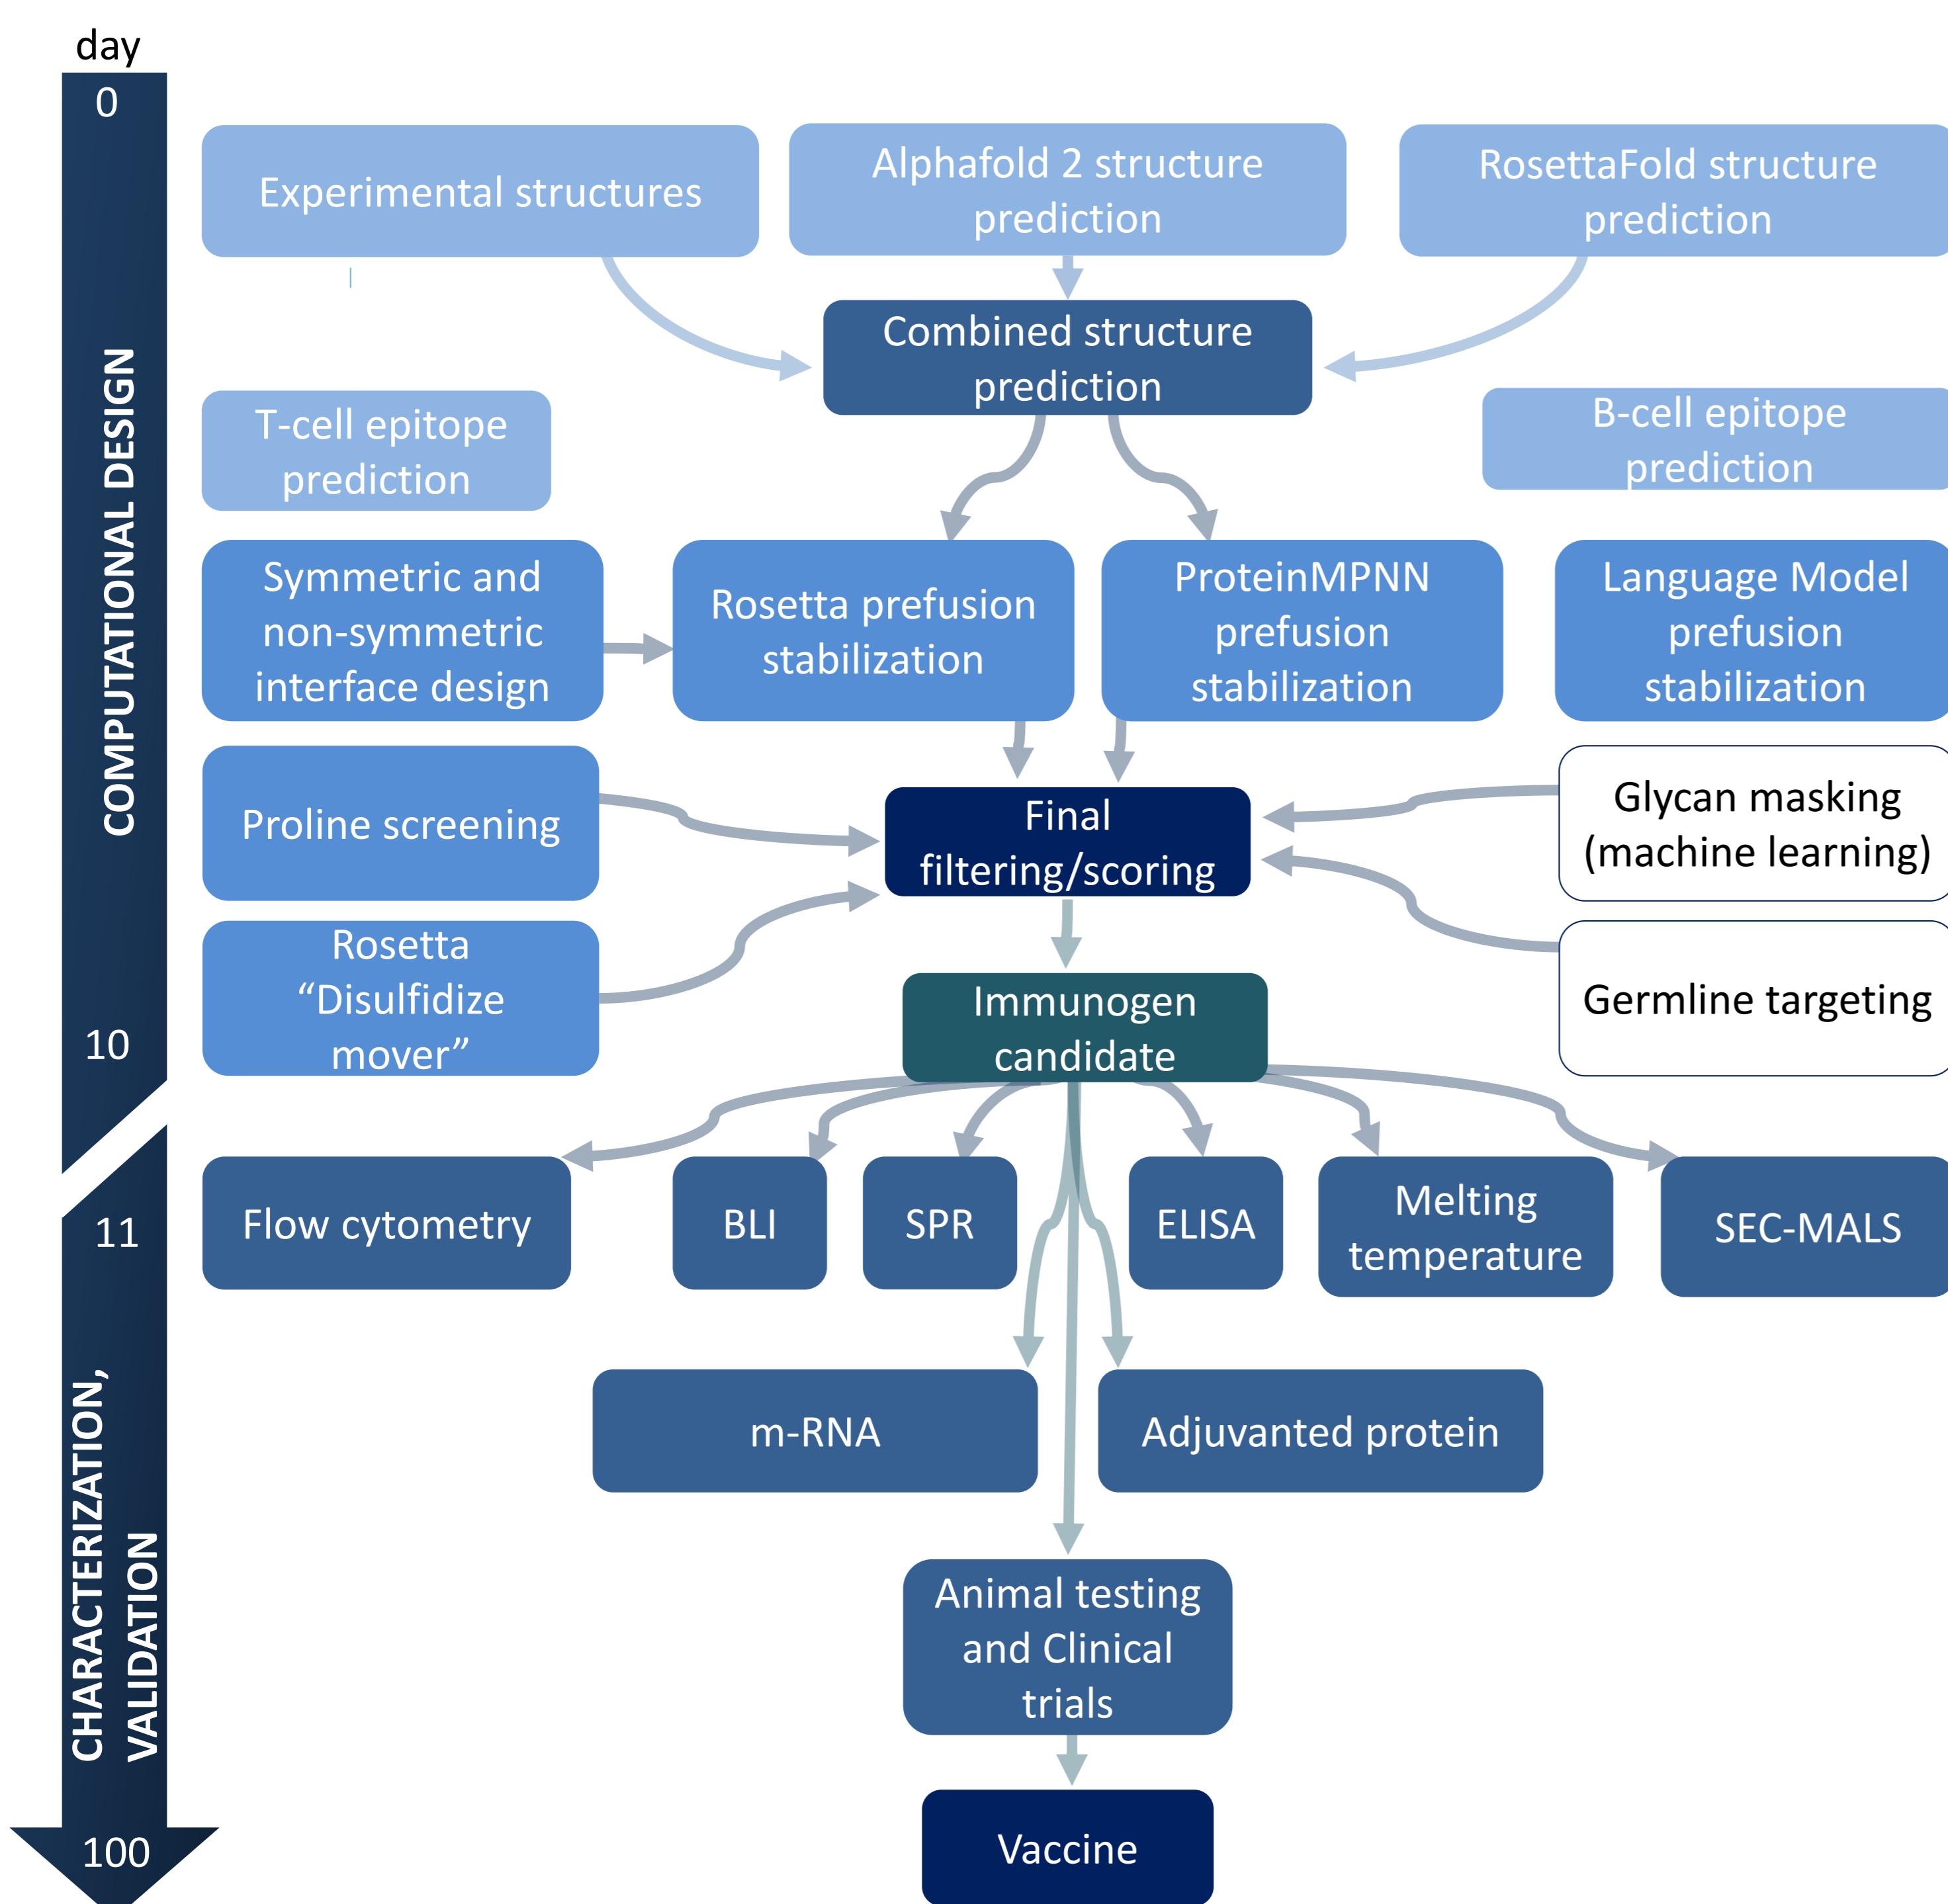 day
0
Experimental structures
Alphafold 2 structure
prediction
RosettaFold structure
prediction
Combined structure
prediction
COMPUTATIONAL DESIGN
T-cell epitope
prediction
B-cell epitope
prediction
Symmetric and
non-symmetric
interface design
Rosetta prefusion
stabilization
ProteinMPNN
prefusion
stabilization
Language Model
prefusion
stabilization
Proline screening
Final
filtering/scoring
Glycan masking
(machine learning)
Rosetta
“Disulfidize
mover”
Immunogen
candidate
Germline targeting
10
11
Flow cytometry
BLI
SPR
ELISA
Melting
temperature
SEC-MALS
CHARACTERIZATION,
VALIDATION
m-RNA
Adjuvanted protein
Animal testing
and Clinical
trials
Vaccine
100